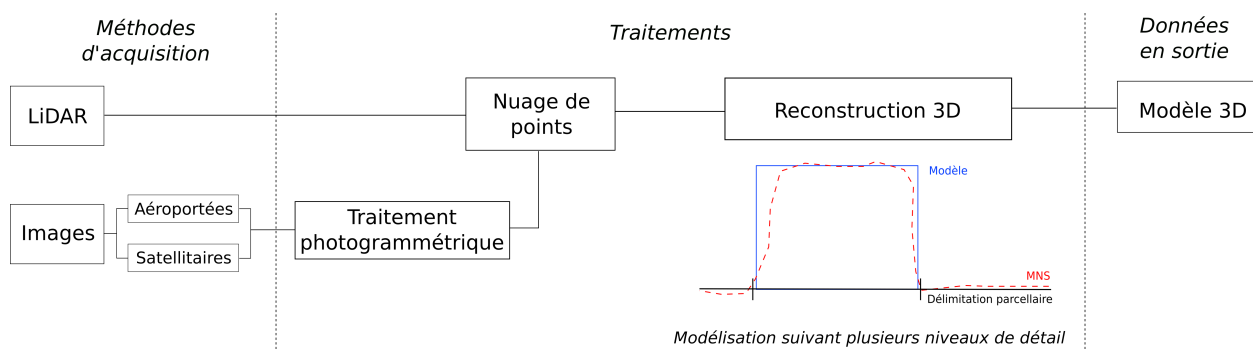 Méthodes
d'acquisition
Traitements
Données
en sortie
LiDAR
Nuage de
points
Reconstruction 3D
Modèle 3D
Images
Aéroportées
Satellitaires
Traitement
photogrammétrique
Modèle
MNS
Délimitation parcellaire
Modélisation suivant plusieurs niveaux de détail